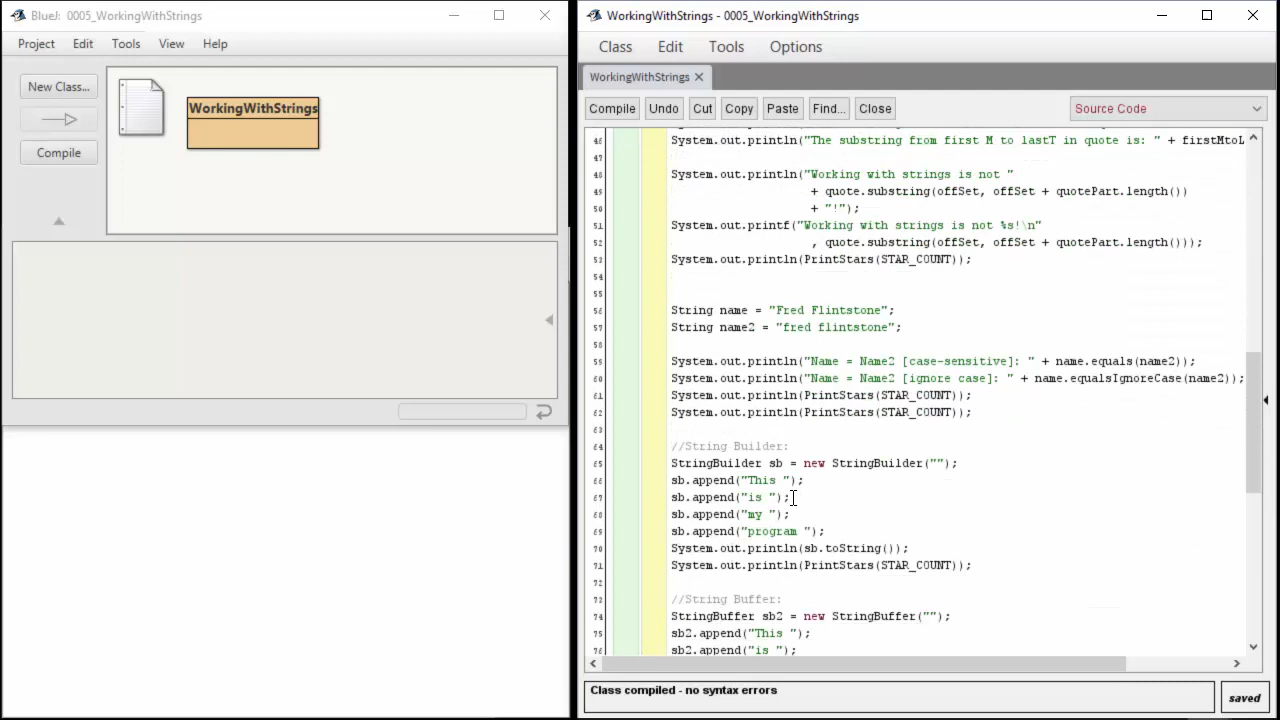 BlueJ: 0005_WorkingWithStrings
Project Edit Tools View Help
New Class...
Compile
WorkingWithStrings
WorkingWithStrings - 0005_WorkingWithStrings
Class Edit Tools Options
WorkingWithStrings
Compile Undo Cut Copy Paste Find... Close Source Code
46 System.out.println("The substring from first M to lastT in quote is: " + firstMtoL
47
48 System.out.println("Working with strings is not "
49 + quote.substring(offSet, offSet + quotePart.length())
50 + "!");
51 System.out.printf("Working with strings is not %s!\n"
52 , quote.substring(offSet, offSet + quotePart.length()));
53 System.out.println(PrintStars(STAR_COUNT));
54
55
56 String name = "Fred Flintstone";
57 String name2 = "fred flintstone";
58
59 System.out.println("Name = Name2 [case-sensitive]: " + name.equals(name2));
60 System.out.println("Name = Name2 [ignore case]: " + name.equalsIgnoreCase(name2));
61 System.out.println(PrintStars(STAR_COUNT));
62 System.out.println(PrintStars(STAR_COUNT));
63
64 //String Builder:
65 StringBuilder sb = new StringBuilder("");
66 sb.append("This ");
67 sb.append("is ");
68 sb.append("my ");
69 sb.append("program ");
70 System.out.println(sb.toString());
71 System.out.println(PrintStars(STAR_COUNT));
72
73 //String Buffer:
74 StringBuffer sb2 = new StringBuffer("");
75 sb2.append("This ");
76 sb2.append("is ");
Class compiled - no syntax errors
saved